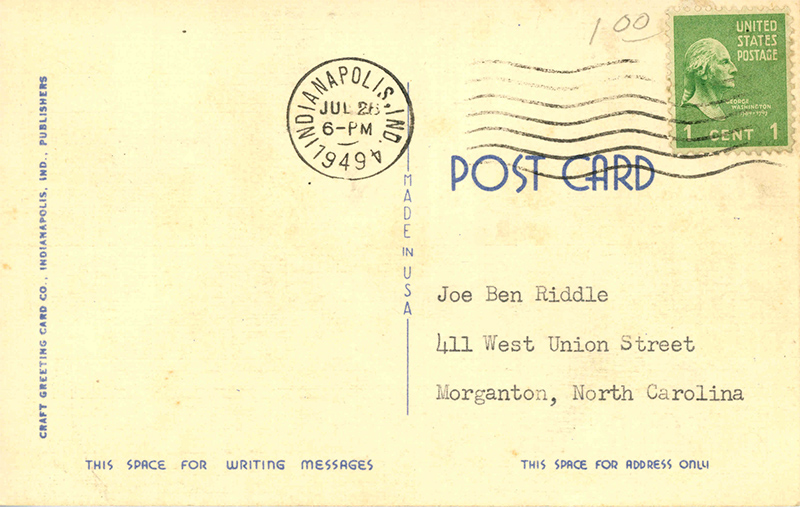 1 00
UNITED
STATES
POSTAGE
GEORGE
WASHINGTON
1 CENT 1
INDIANAPOLIS, IND.
JUL 26
6-PM
1949
POST CARD
MADE IN USA
CRAFT GREETING CARD CO., INDIANAPOLIS, IND., PUBLISHERS
Joe Ben Riddle
411 West Union Street
Morganton, North Carolina
THIS SPACE FOR WRITING MESSAGES
THIS SPACE FOR ADDRESS ONLY